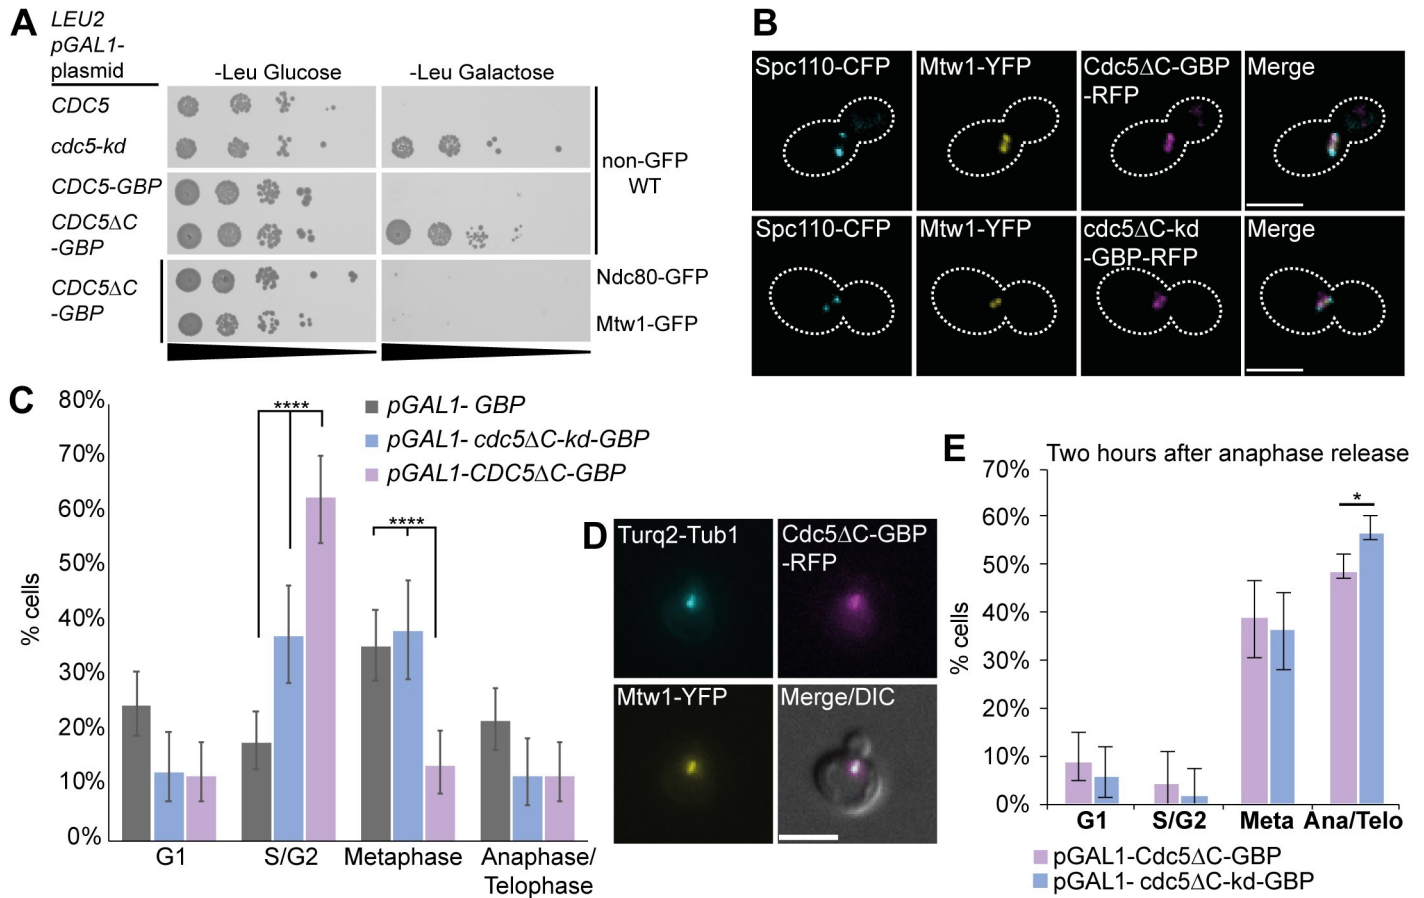 A
LEU2
pGAL1-
plasmid
-Leu Glucose
-Leu Galactose
CDC5
cdc5-kd
CDC5-GBP
CDC5ΔC
-GBP
CDC5ΔC
-GBP
non-GFP
WT
Ndc80-GFP
Mtw1-GFP
B
Spc110-CFP
Mtw1-YFP
Cdc5ΔC-GBP
-RFP
Merge
Spc110-CFP
Mtw1-YFP
cdc5ΔC-kd
-GBP-RFP
Merge
C
80%
70%
60%
50%
40%
30%
20%
10%
0%
% cells
****
****
pGAL1- GBP
pGAL1- cdc5ΔC-kd-GBP
pGAL1-CDC5ΔC-GBP
G1
S/G2
Metaphase
Anaphase/
Telophase
D
Turq2-Tub1
Cdc5ΔC-GBP
-RFP
Mtw1-YFP
Merge/DIC
E
Two hours after anaphase release
70%
60%
50%
40%
30%
20%
10%
0%
% cells
*
G1
S/G2
Meta
Ana/Telo
pGAL1-Cdc5ΔC-GBP
pGAL1- cdc5ΔC-kd-GBP